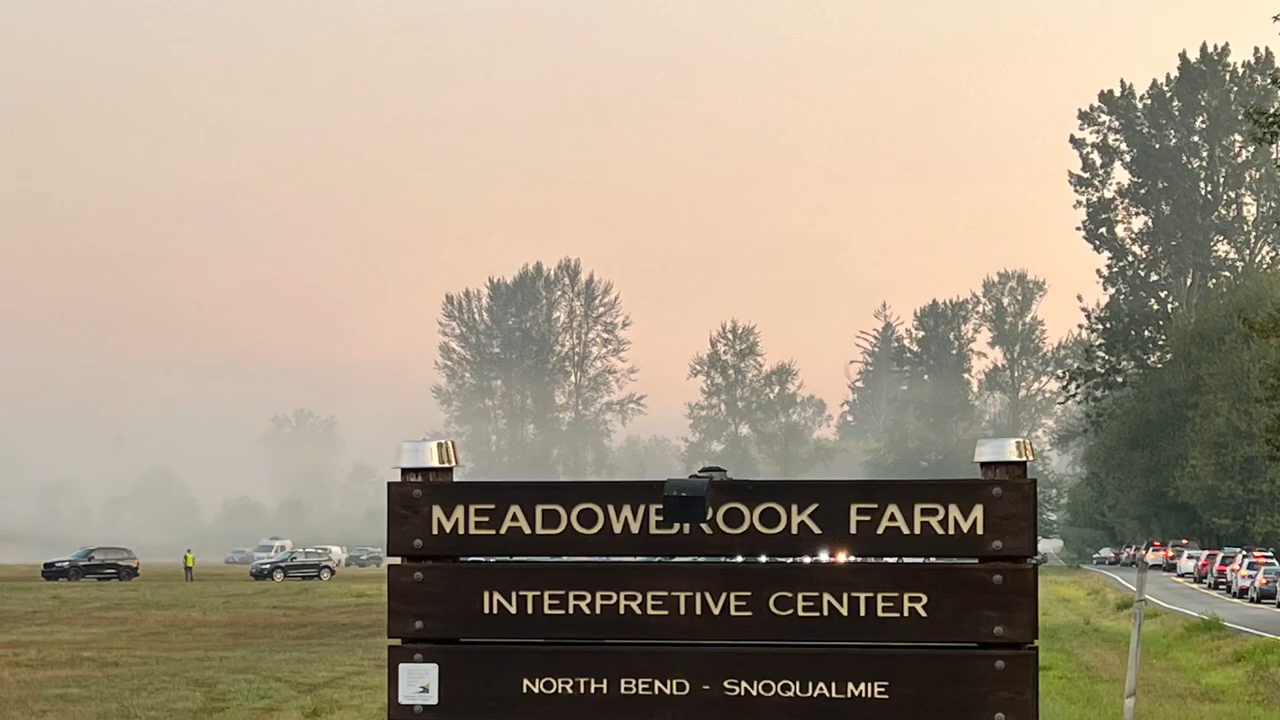 MEADOWBROOK FARM
INTERPRETIVE CENTER
NORTH BEND - SNOQUALMIE